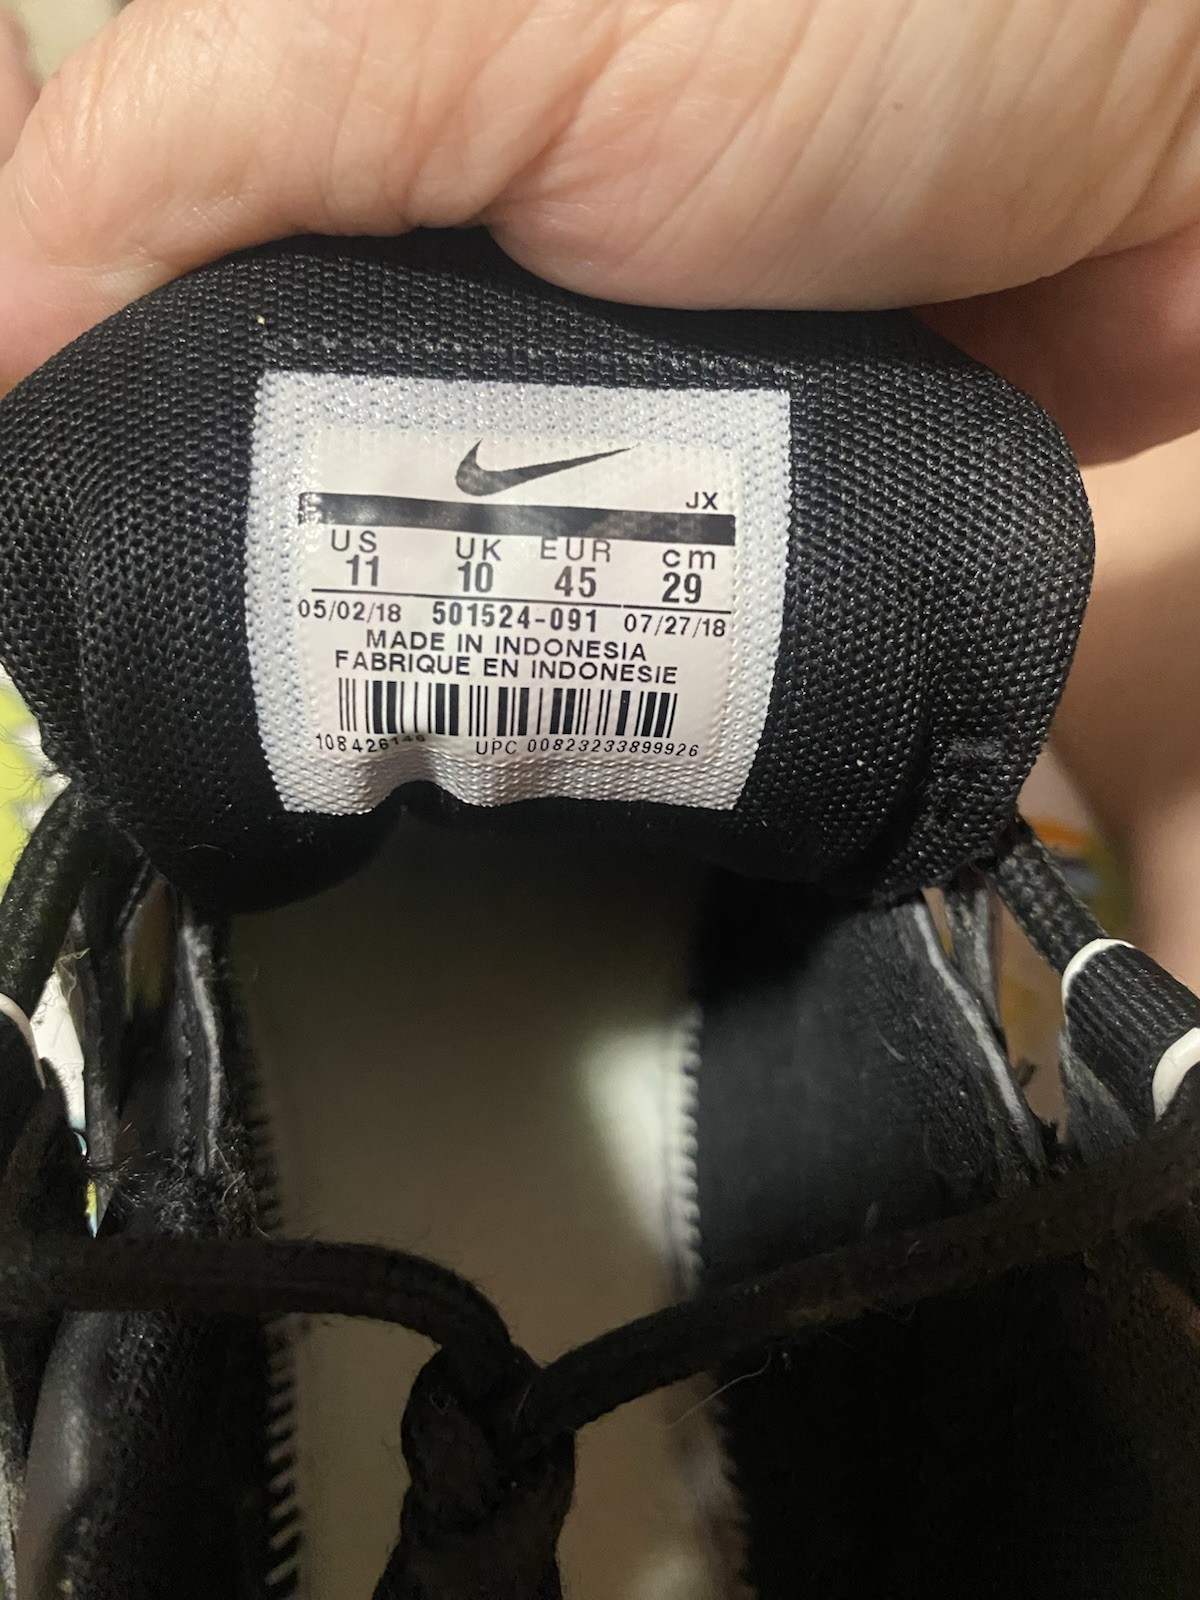 JX
US UK EUR cm
11 10 45 29
05/02/18 501524-091 07/27/18
MADE IN INDONESIA
FABRIQUE EN INDONESIE
UPC 00823233899926